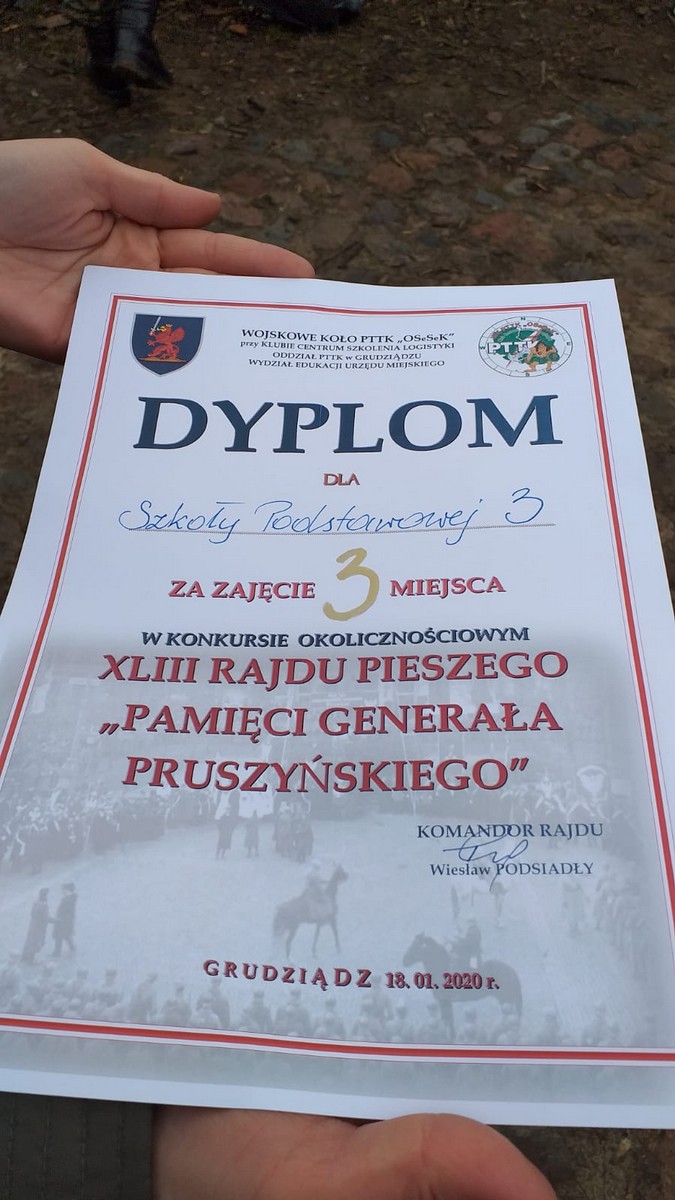 WOJSKOWE KOŁO PTTK „OSeSeK"
przy KLUBIE CENTRUM SZKOLENIA LOGISTYKI
ODDZIAŁ PTTK w GRUDZIĄDZU
WYDZIAŁ EDUKACJI URZĘDU MIEJSKIEGO
PTTK
DYPLOM
DLA
Szkoły Podstawowej 3
ZA ZAJĘCIE 3 MIEJSCA
W KONKURSIE OKOLICZNOŚCIOWYM
XLIII RAJDU PIESZEGO
„PAMIĘCI GENERAŁA
PRUSZYŃSKIEGO"
KOMANDOR RAJDU
Wiesław PODSIADŁY
GRUDZIĄDZ 18.01.2020 r.